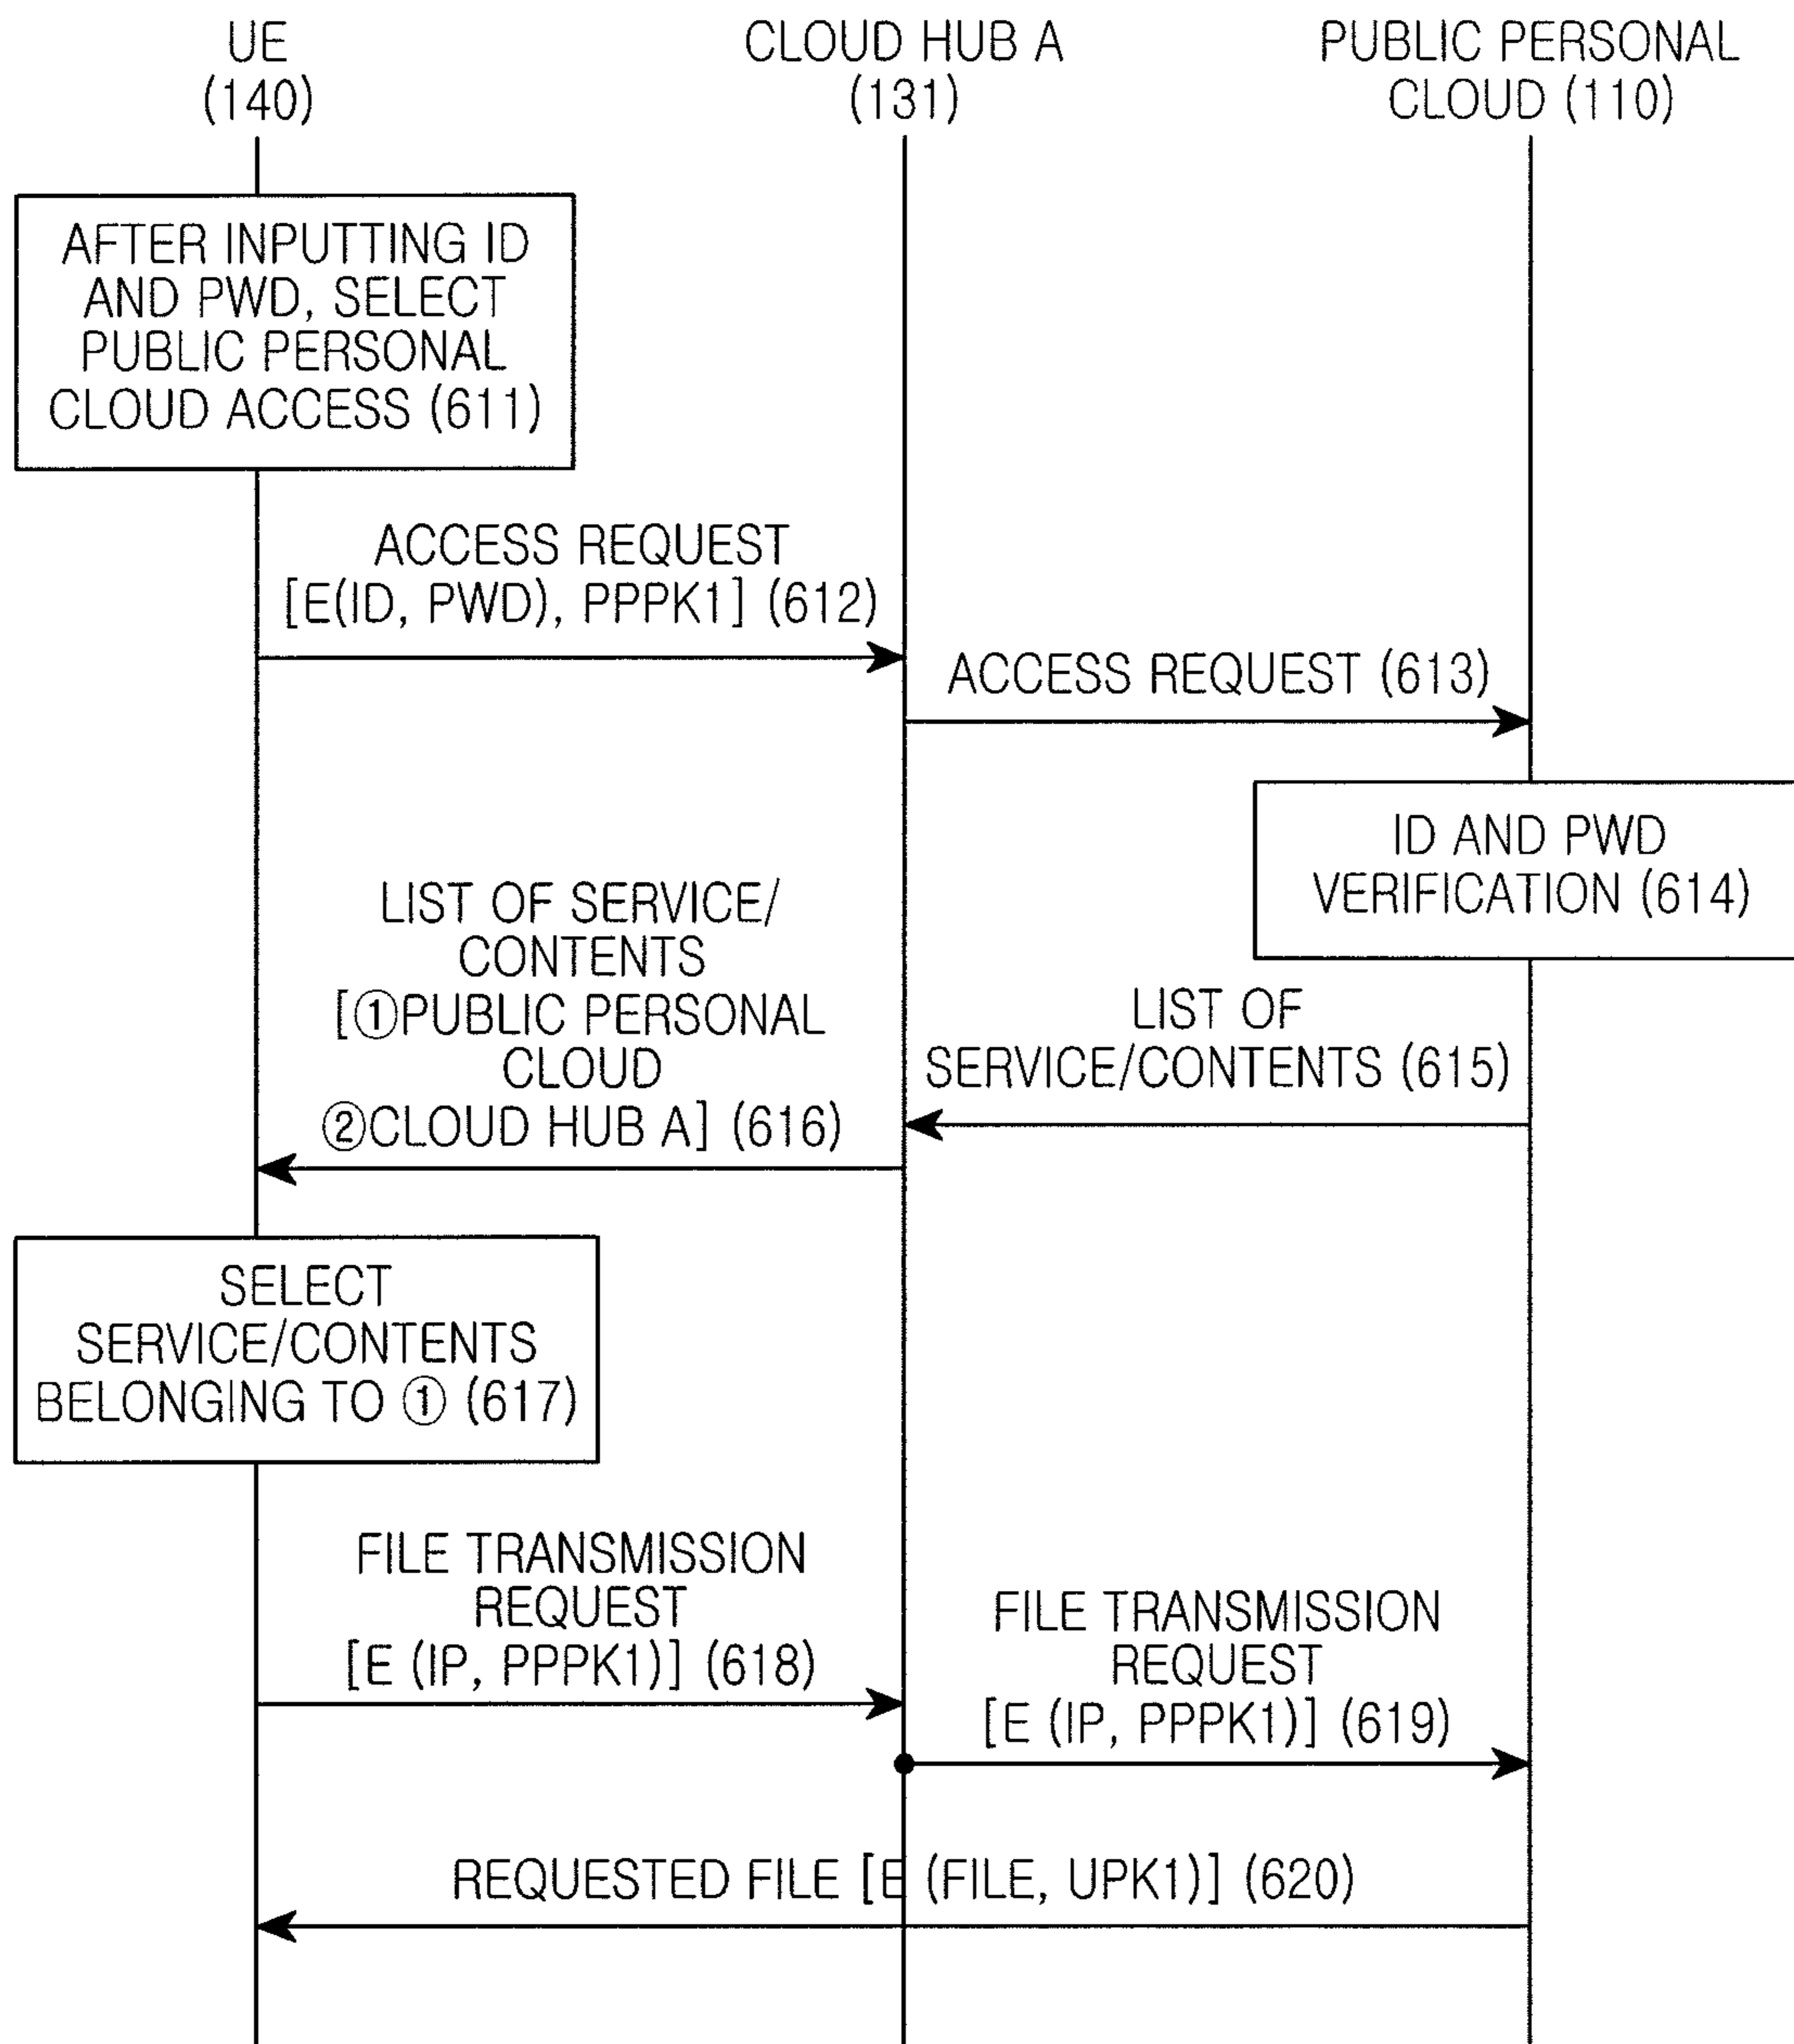 UE
(140)
CLOUD HUB A
(131)
PUBLIC PERSONAL
CLOUD (110)
AFTER INPUTTING ID
AND PWD, SELECT
PUBLIC PERSONAL
CLOUD ACCESS (611)
ACCESS REQUEST
[E(ID, PWD), PPPK1] (612)
ACCESS REQUEST (613)
ID AND PWD
VERIFICATION (614)
LIST OF SERVICE/
CONTENTS
[①PUBLIC PERSONAL
CLOUD
②CLOUD HUB A] (616)
LIST OF
SERVICE/CONTENTS (615)
SELECT
SERVICE/CONTENTS
BELONGING TO ① (617)
FILE TRANSMISSION
REQUEST
[E (IP, PPPK1)] (618)
FILE TRANSMISSION
REQUEST
[E (IP, PPPK1)] (619)
REQUESTED FILE [E (FILE, UPK1)] (620)